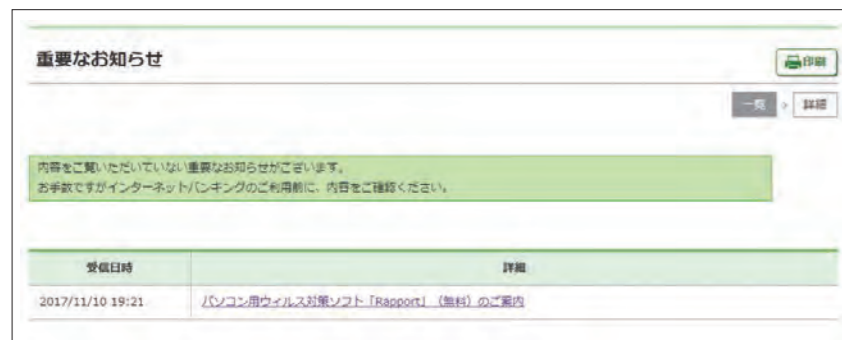 重要なお知らせ
印刷
一覧 > 詳細
内容をご覧いただいていない重要なお知らせがございます。
お手数ですがインターネットバンキングのご利用前に、内容をご確認ください。
受信日時 詳細
2017/11/10 19:21 パソコン用ウィルス対策ソフト「Rapport」（無料）のご案内